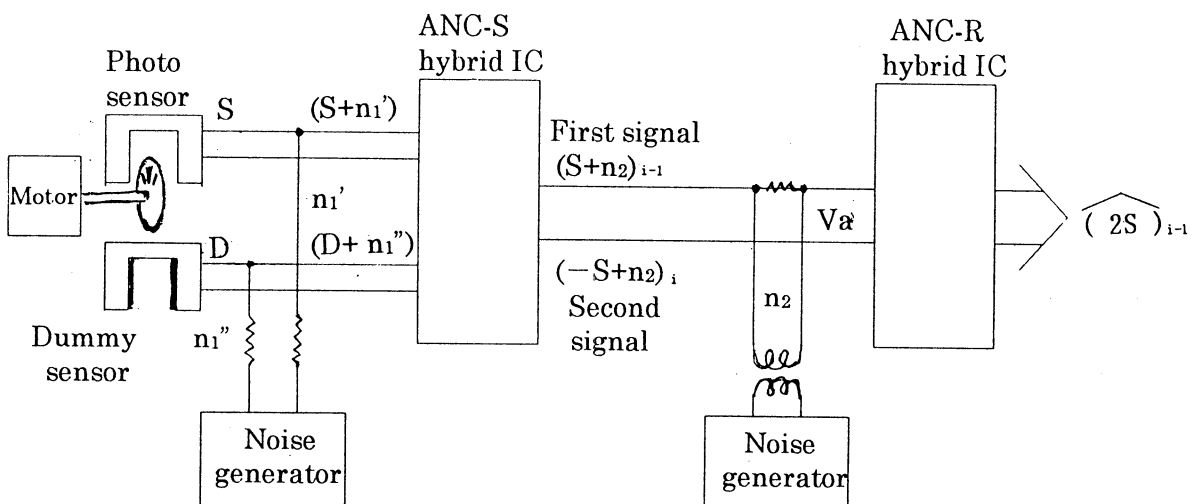 ANC-S
hybrid IC
ANC-R
hybrid IC
Photo
sensor
S
(S+n₁')
First signal
(S+n₂)ᵢ₋₁
Motor
n₁'
Va
(2S)ᵢ₋₁
D
(D+ n₁”)
(−S+n₂)ᵢ
Second
signal
n₂
Dummy
sensor
n₁”
Noise
generator
Noise
generator